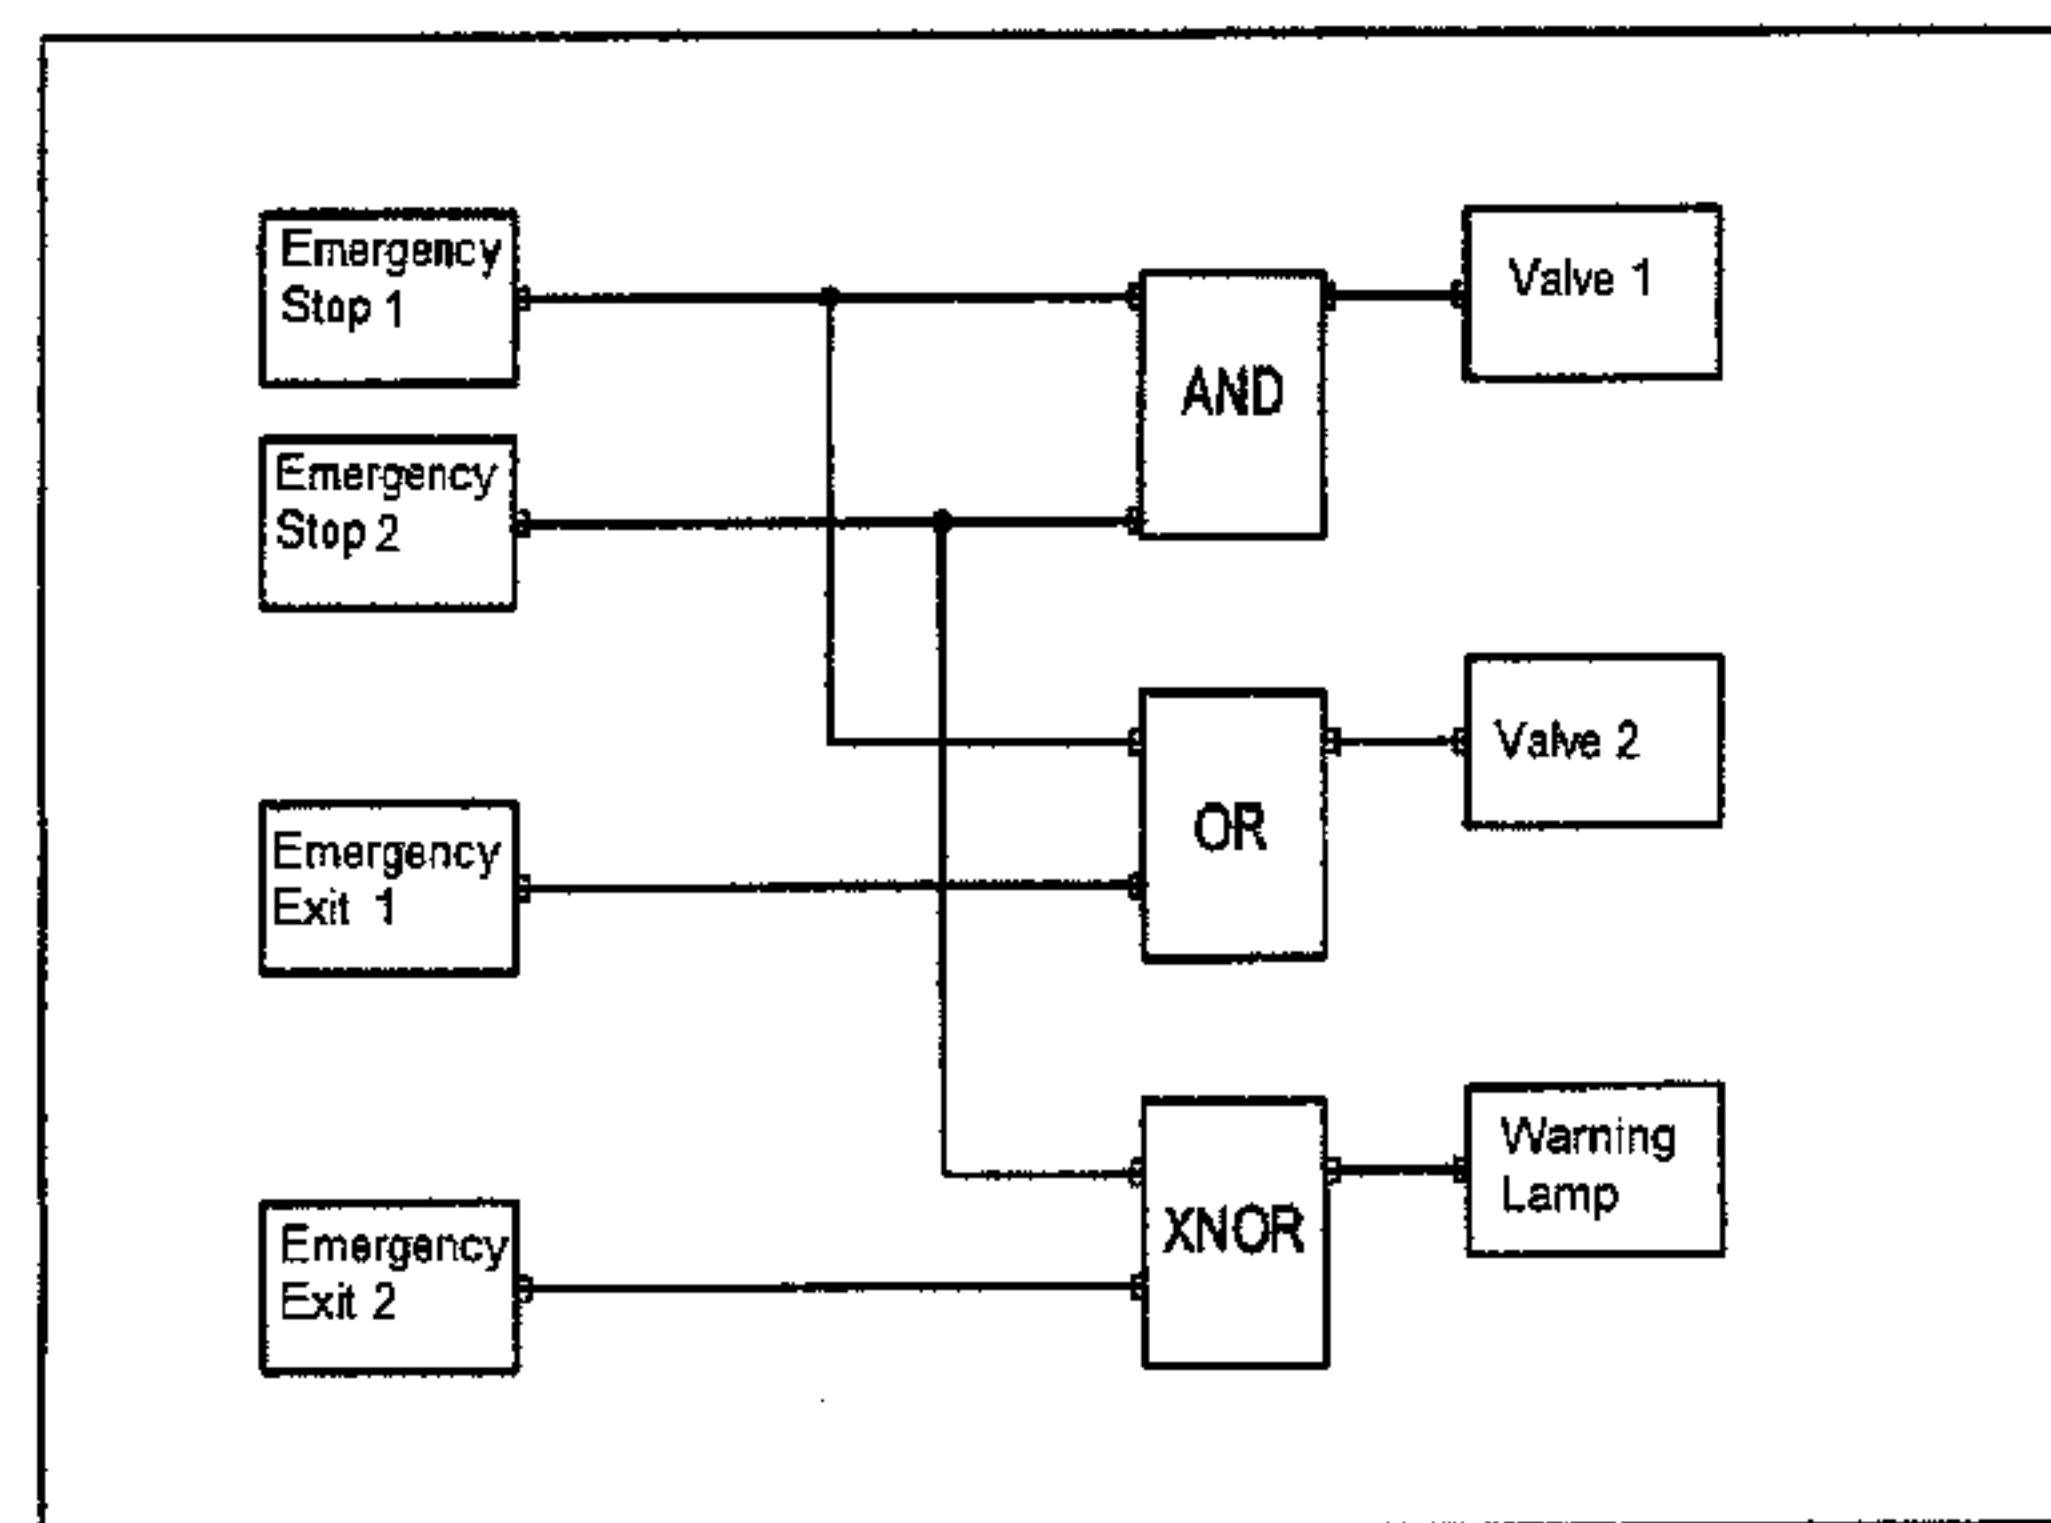 Emergency
Stop 1
Valve 1
AND
Emergency
Stop 2
Valve 2
OR
Emergency
Exit 1
Warning
Lamp
XNOR
Emergency
Exit 2